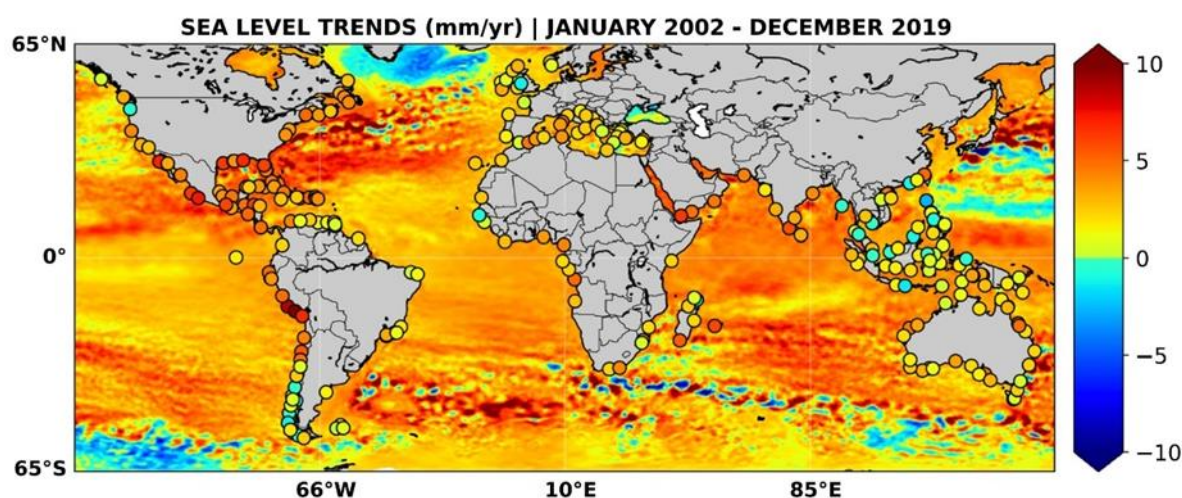 SEA LEVEL TRENDS (mm/yr) | JANUARY 2002 - DECEMBER 2019
65°N
0°
65°S
66°W
10°E
85°E
10
5
0
−5
−10